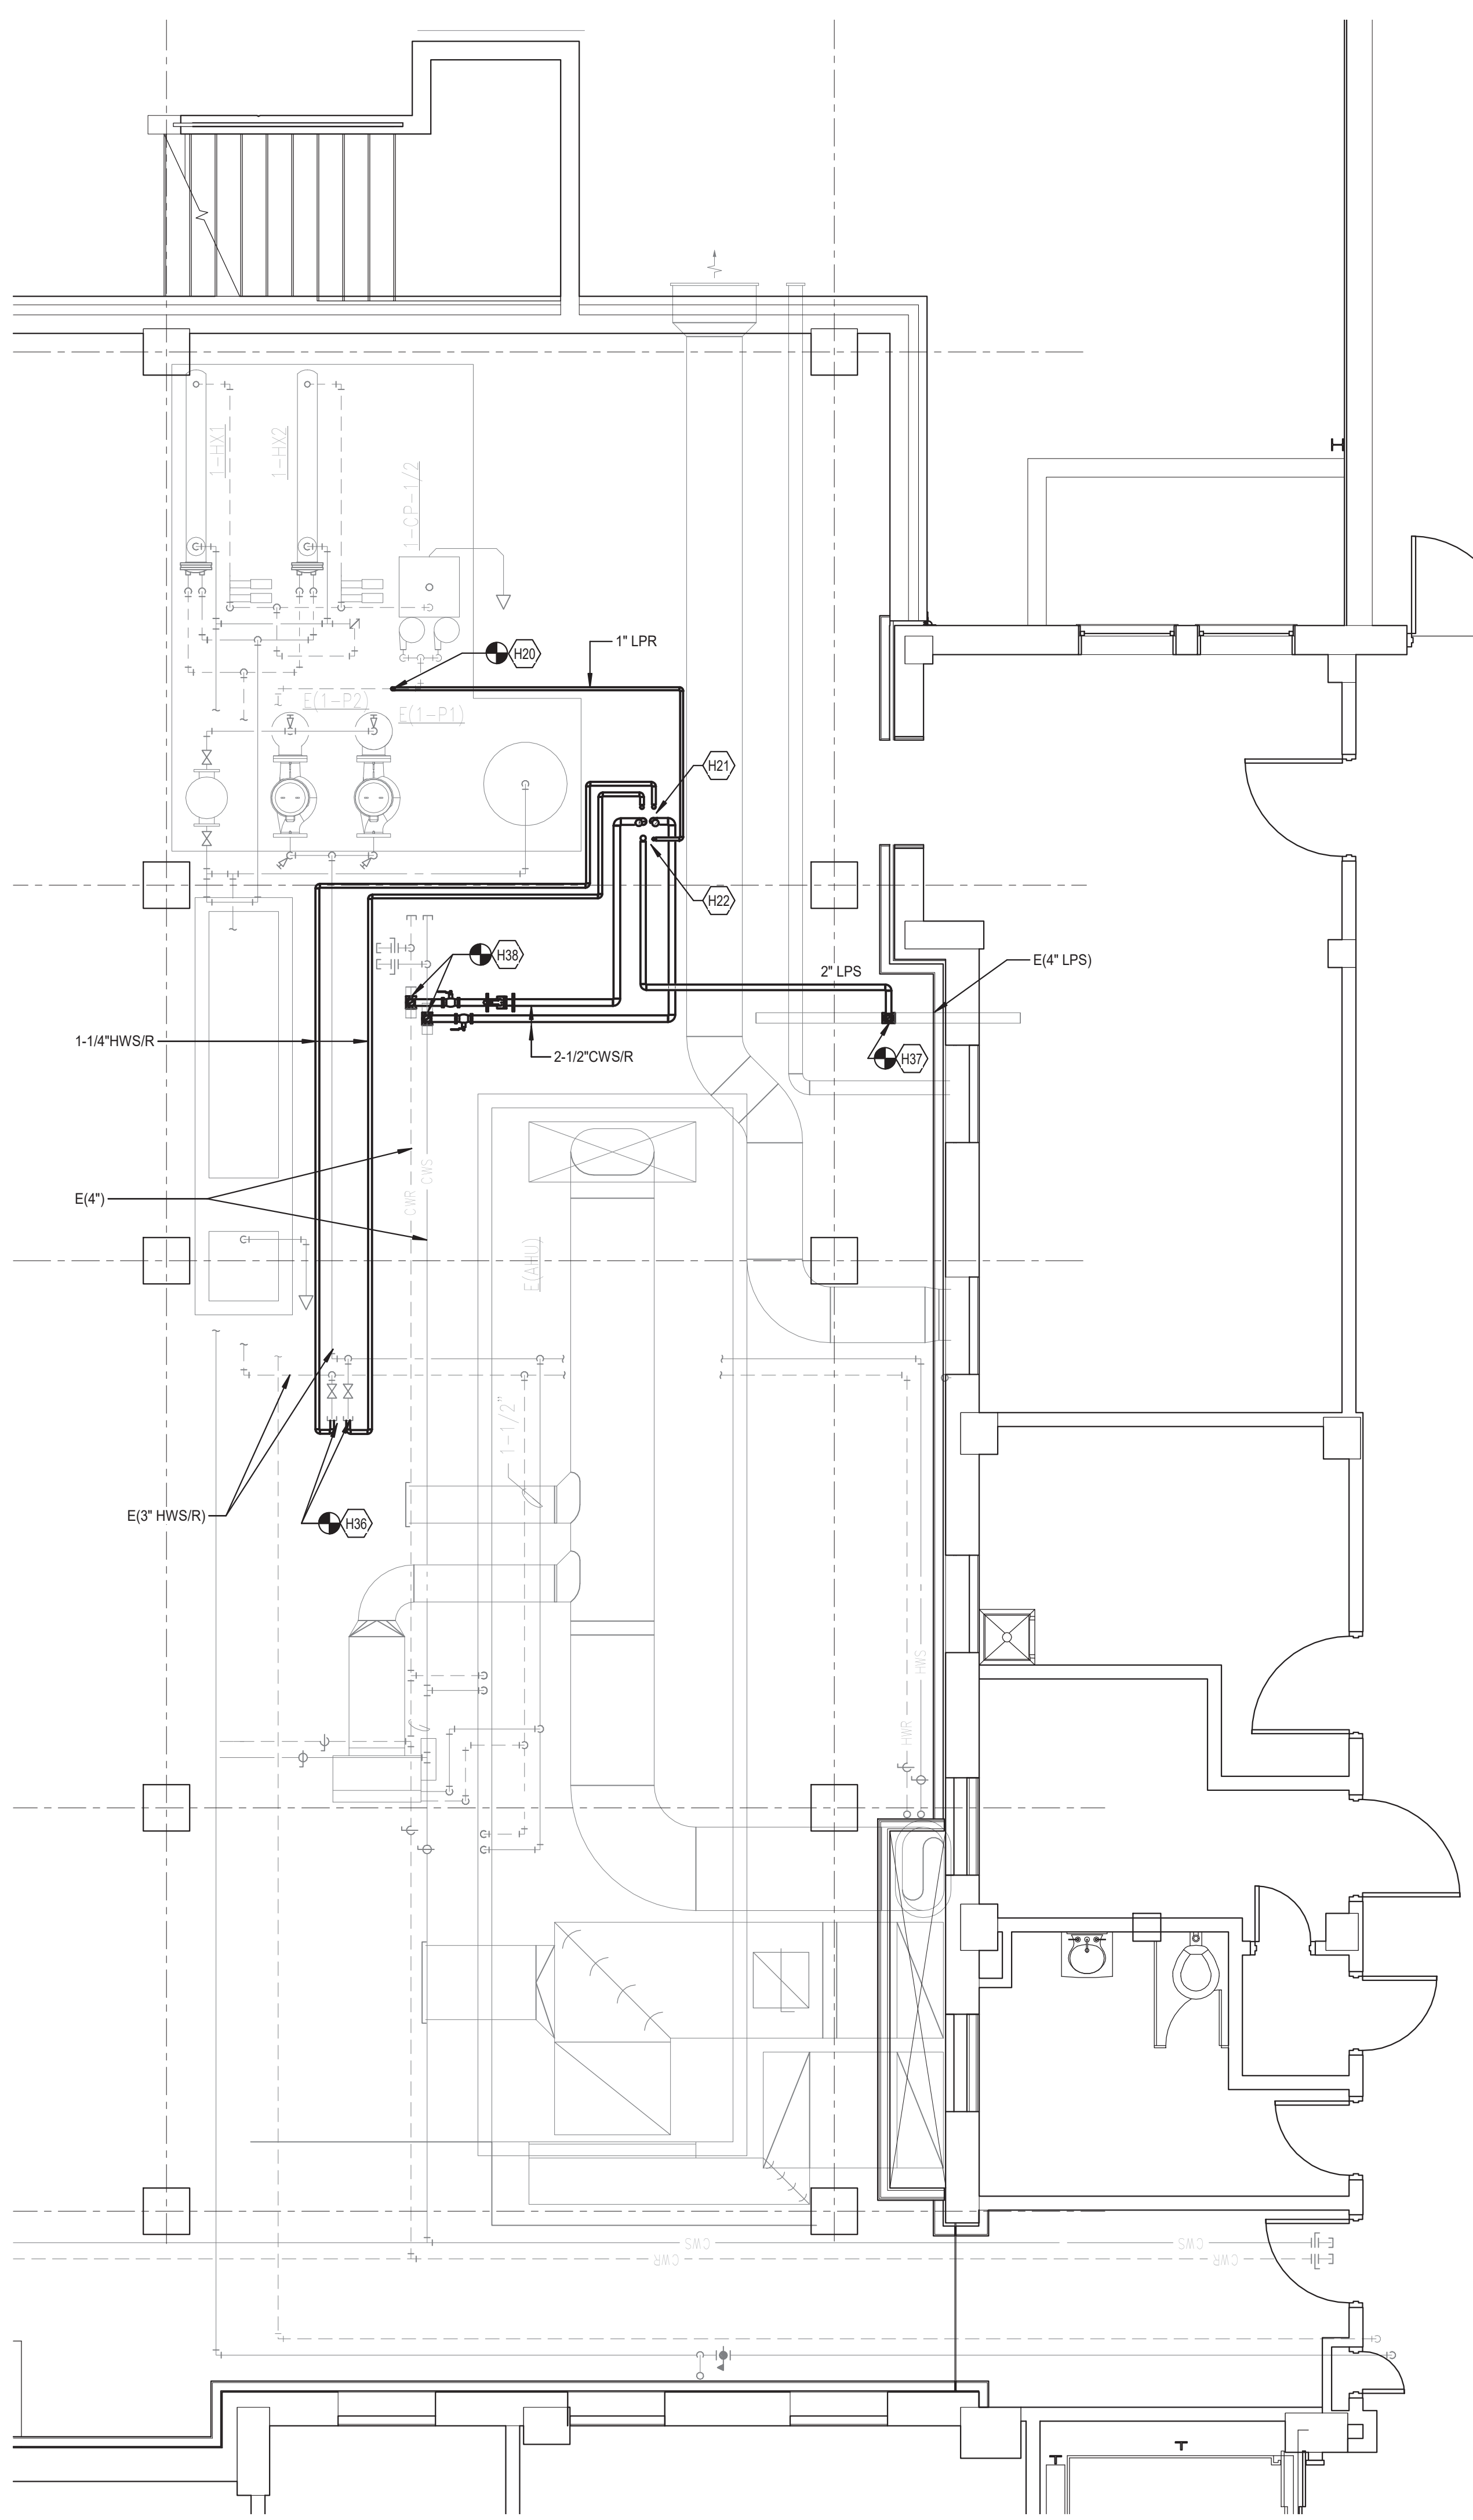 1-HX1
1-HX2
1-CP-1/2
H20
1" LPR
E(1-P2)
E(1-P1)
H21
H22
H38
2" LPS
E(4" LPS)
1-1/4"HWS/R
2-1/2"CWS/R
H37
E(4")
CWR
CWS
E(AHU)
1-1/2"
E(3" HWS/R)
H36
HWS
HWR
CWS
CWS
CWR
CWR